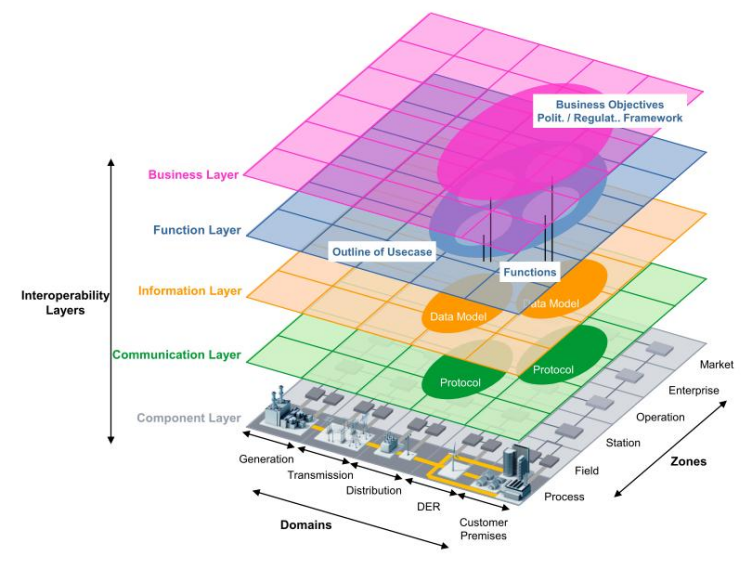 Business Objectives
Polit. / Regulat.. Framework
Business Layer
Function Layer
Outline of Usecase
Functions
Information Layer
Interoperability
Layers
Data Model
Data Model
Communication Layer
Protocol
Protocol
Component Layer
Market
Enterprise
Operation
Station
Field
Process
Zones
Generation
Transmission
Distribution
DER
Customer
Premises
Domains